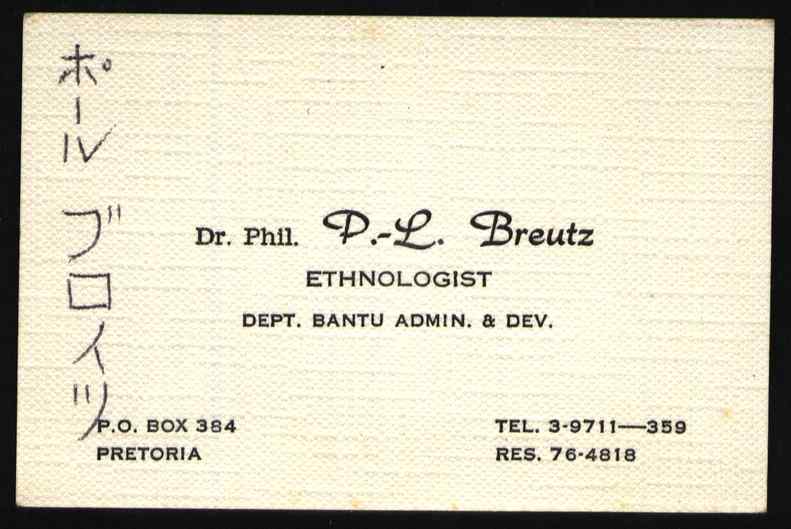 ポール ブロイツ
Dr. Phil. P.-L. Breutz
ETHNOLOGIST
DEPT. BANTU ADMIN. & DEV.
P.O. BOX 384
PRETORIA
TEL. 3-9711—359
RES. 76-4818